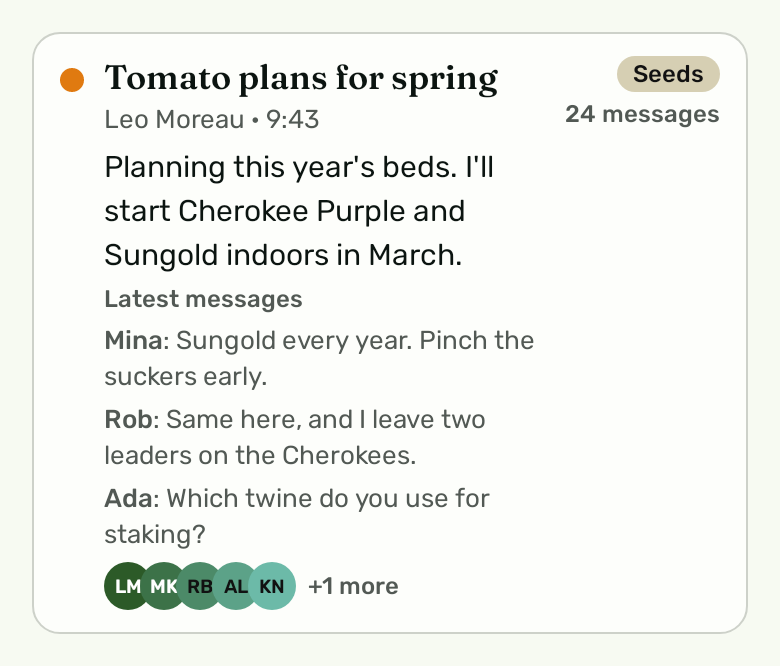 Tomato plans for spring
Seeds
Leo Moreau • 9:43
24 messages
Planning this year's beds. I'll
start Cherokee Purple and
Sungold indoors in March.
Latest messages
Mina: Sungold every year. Pinch the
suckers early.
Rob: Same here, and I leave two
leaders on the Cherokees.
Ada: Which twine do you use for
staking?
LM MK RB AL KN +1 more